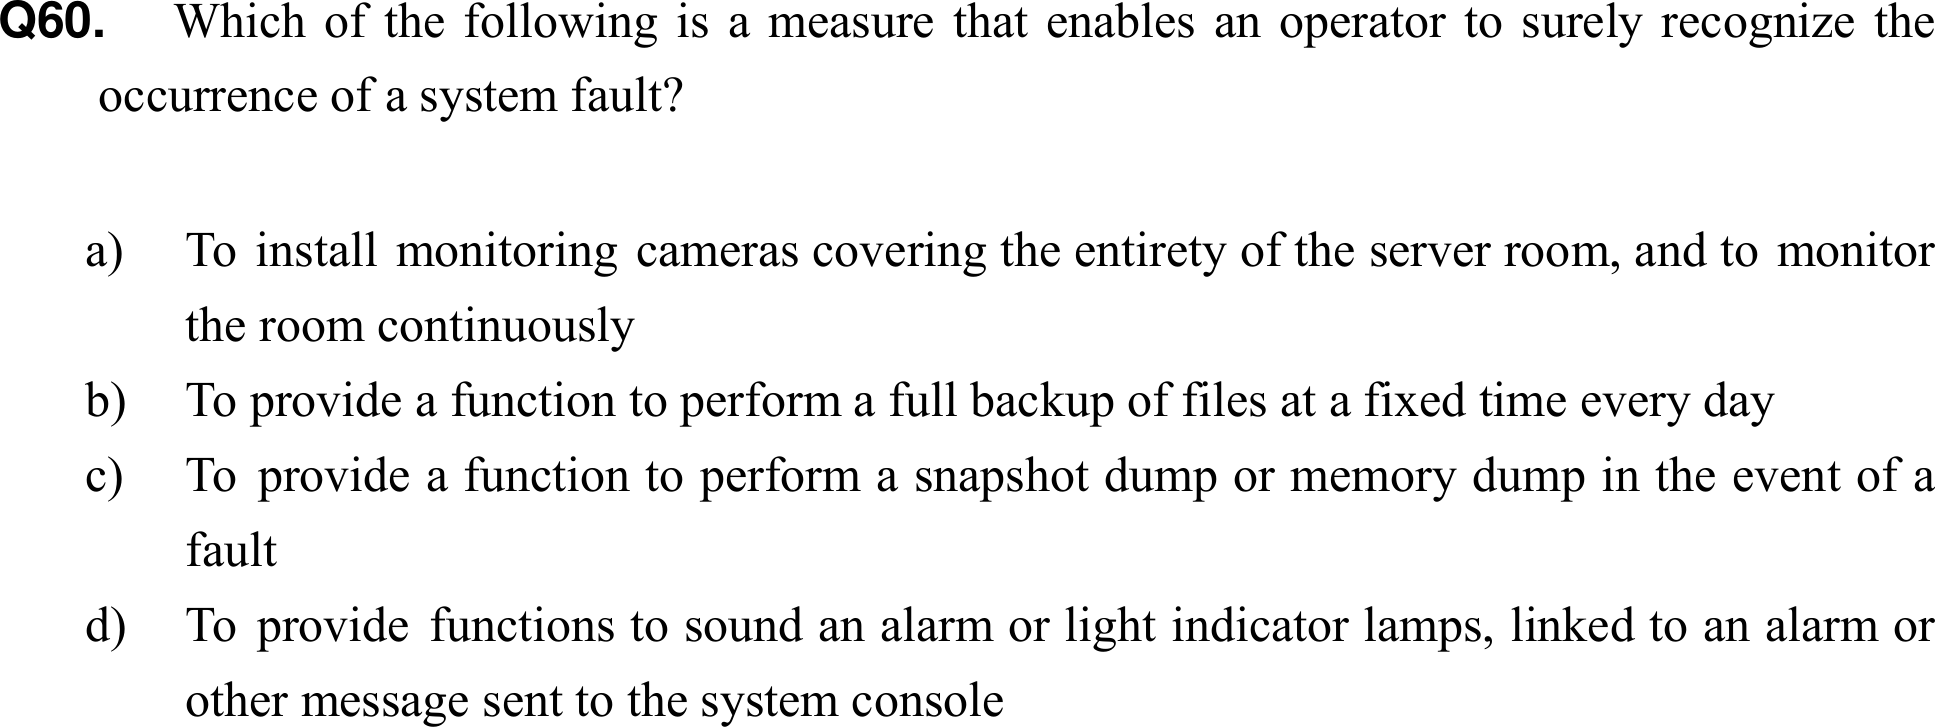 Q60. Which of the following is a measure that enables an operator to surely recognize the
occurrence of a system fault?
a) To install monitoring cameras covering the entirety of the server room, and to monitor
the room continuously
b) To provide a function to perform a full backup of files at a fixed time every day
c) To provide a function to perform a snapshot dump or memory dump in the event of a
fault
d) To provide functions to sound an alarm or light indicator lamps, linked to an alarm or
other message sent to the system console